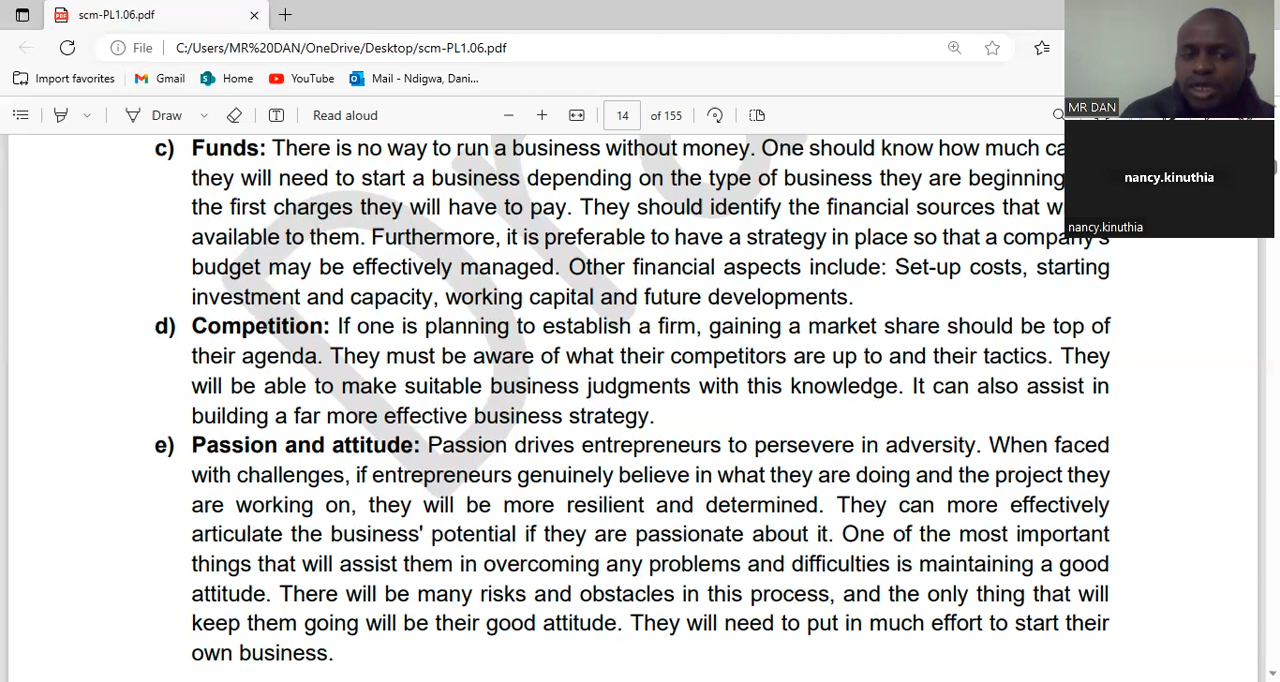 scm-PL1.06.pdf
File C:/Users/MR%20DAN/OneDrive/Desktop/scm-PL1.06.pdf
Import favorites Gmail Home YouTube Mail - Ndigwa, Dani...
Draw Read aloud 14 of 155
MR DAN
nancy.kinuthia
nancy.kinuthia
c) Funds: There is no way to run a business without money. One should know how much ca
they will need to start a business depending on the type of business they are beginning
the first charges they will have to pay. They should identify the financial sources that w
available to them. Furthermore, it is preferable to have a strategy in place so that a company's
budget may be effectively managed. Other financial aspects include: Set-up costs, starting
investment and capacity, working capital and future developments.
d) Competition: If one is planning to establish a firm, gaining a market share should be top of
their agenda. They must be aware of what their competitors are up to and their tactics. They
will be able to make suitable business judgments with this knowledge. It can also assist in
building a far more effective business strategy.
e) Passion and attitude: Passion drives entrepreneurs to persevere in adversity. When faced
with challenges, if entrepreneurs genuinely believe in what they are doing and the project they
are working on, they will be more resilient and determined. They can more effectively
articulate the business' potential if they are passionate about it. One of the most important
things that will assist them in overcoming any problems and difficulties is maintaining a good
attitude. There will be many risks and obstacles in this process, and the only thing that will
keep them going will be their good attitude. They will need to put in much effort to start their
own business.